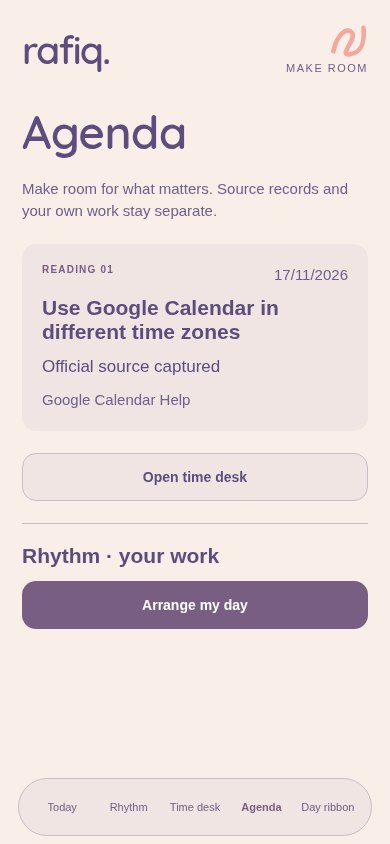 rafiq.
MAKE ROOM
Agenda
Make room for what matters. Source records and
your own work stay separate.
READING 01
17/11/2026
Use Google Calendar in
different time zones
Official source captured
Google Calendar Help
Open time desk
Rhythm · your work
Arrange my day
Today Rhythm Time desk Agenda Day ribbon